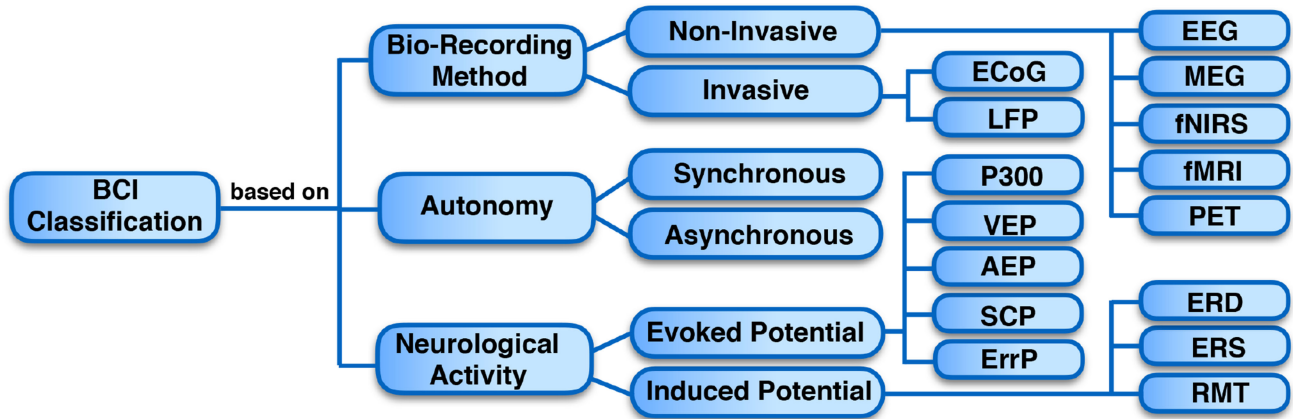 BCI
Classification
based on
Bio-Recording
Method
Non-Invasive
EEG
MEG
fNIRS
fMRI
PET
Invasive
ECoG
LFP
Autonomy
Synchronous
Asynchronous
Neurological
Activity
Evoked Potential
P300
VEP
AEP
SCP
ErrP
Induced Potential
ERD
ERS
RMT